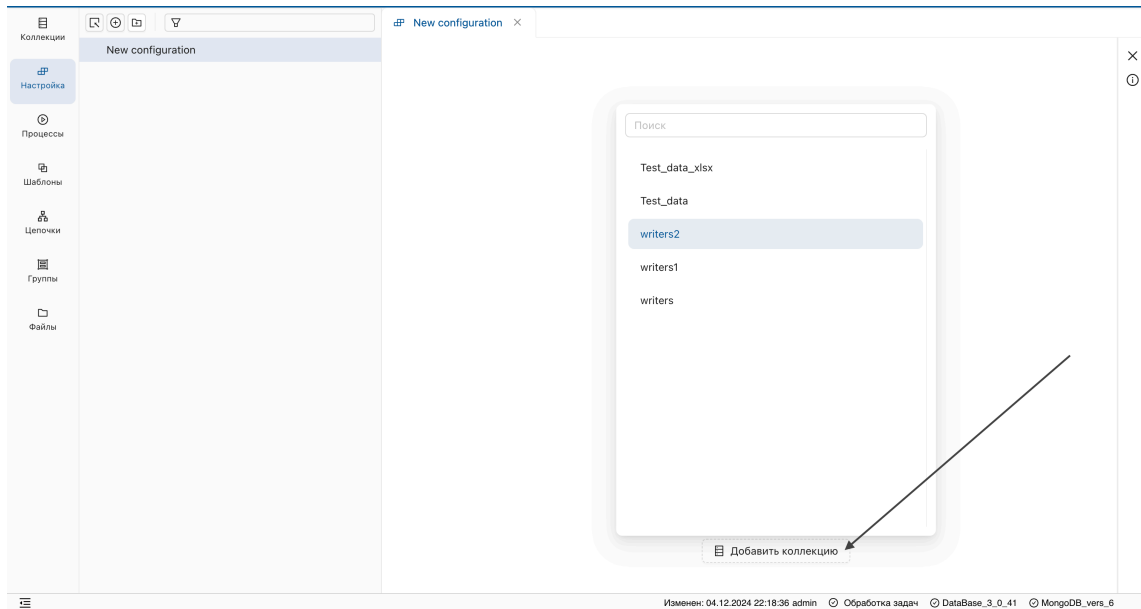 Коллекции
Настройка
Процессы
Шаблоны
Цепочки
Группы
Файлы
New configuration
New configuration
Поиск
Test_data_xlsx
Test_data
writers2
writers1
writers
Добавить коллекцию
Изменен: 04.12.2024 22:18:36 admin Обработка задач DataBase_3_0_41 MongoDB_vers_6